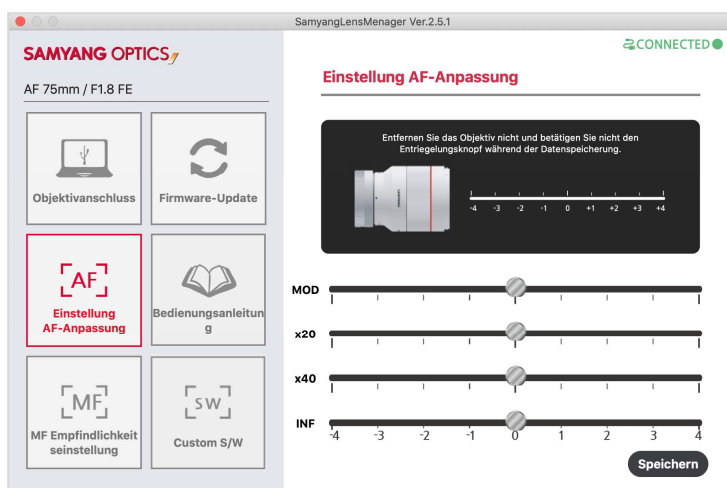 SamyangLensMenager Ver.2.5.1
CONNECTED
SAMYANG OPTICS
AF 75mm / F1.8 FE
Objektivanschluss
Firmware-Update
AF
Einstellung
AF-Anpassung
Bedienungsanleitun
g
MF
MF Empfindlichkeit
seinstellung
SW
Custom S/W
Einstellung AF-Anpassung
Entfernen Sie das Objektiv nicht und betätigen Sie nicht den
Entriegelungsknopf während der Datenspeicherung.
-4 -3 -2 -1 0 +1 +2 +3 +4
MOD
x20
x40
INF
-4 -3 -2 -1 0 1 2 3 4
Speichern